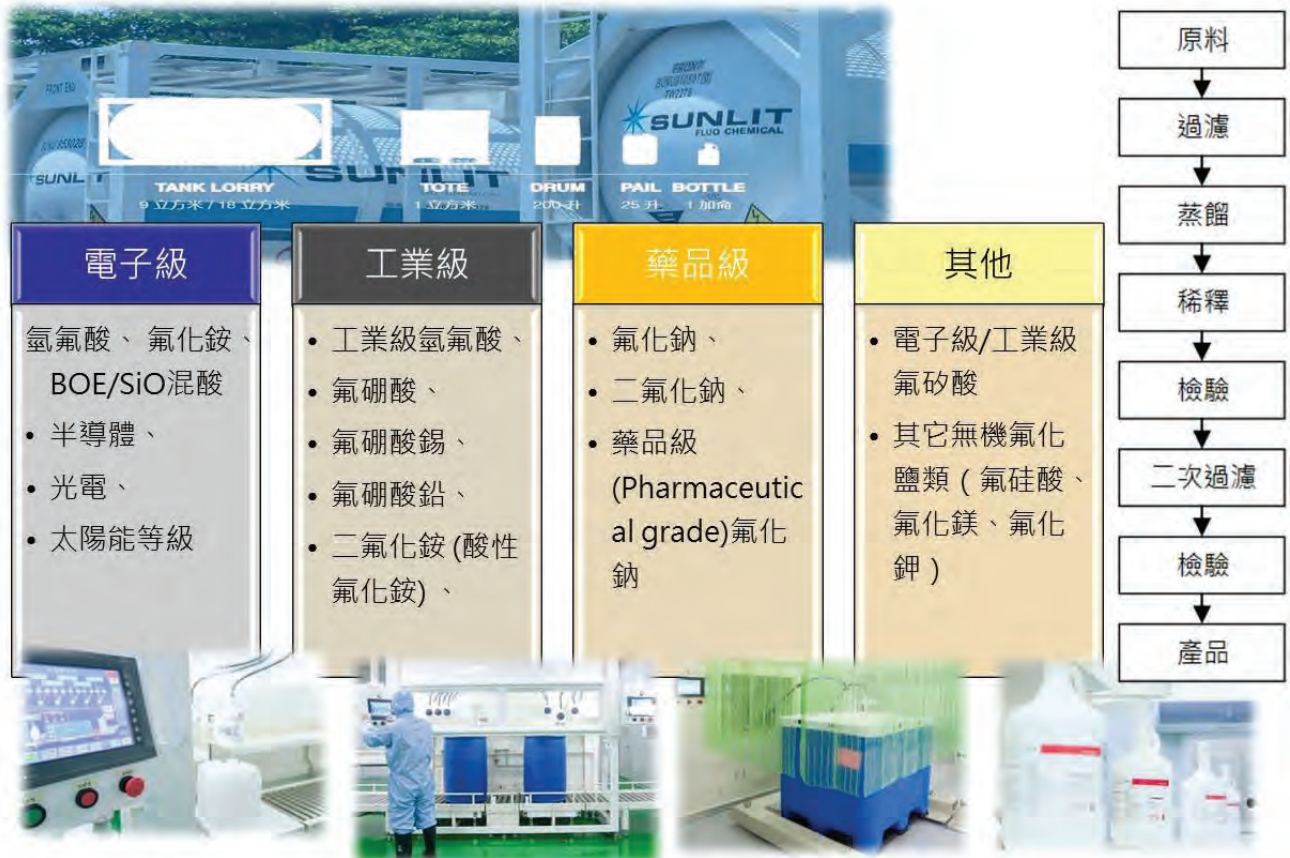 FRONT END
FRONT
TW2278
SUNLIT
FLUO CHEMICAL
SUNLIT
SUNLIT
TANK LORRY
9 立方米 / 18 立方米
TOTE
1 立方米
DRUM
200 升
PAIL
25 升
BOTTLE
1 加侖
電子級
氫氟酸、 氟化銨、
BOE/SiO混酸
• 半導體、
• 光電、
• 太陽能等級
工業級
• 工業級氫氟酸、
• 氟硼酸、
• 氟硼酸錫、
• 氟硼酸鉛、
• 二氟化銨 (酸性
氟化銨) 、
藥品級
• 氟化鈉、
• 二氟化鈉、
• 藥品級
(Pharmaceutic
al grade)氟化
鈉
其他
• 電子級/工業級
氟矽酸
• 其它無機氟化
鹽類（氟硅酸、
氟化鎂、氟化
鉀）
原料
過濾
蒸餾
稀釋
檢驗
二次過濾
檢驗
產品